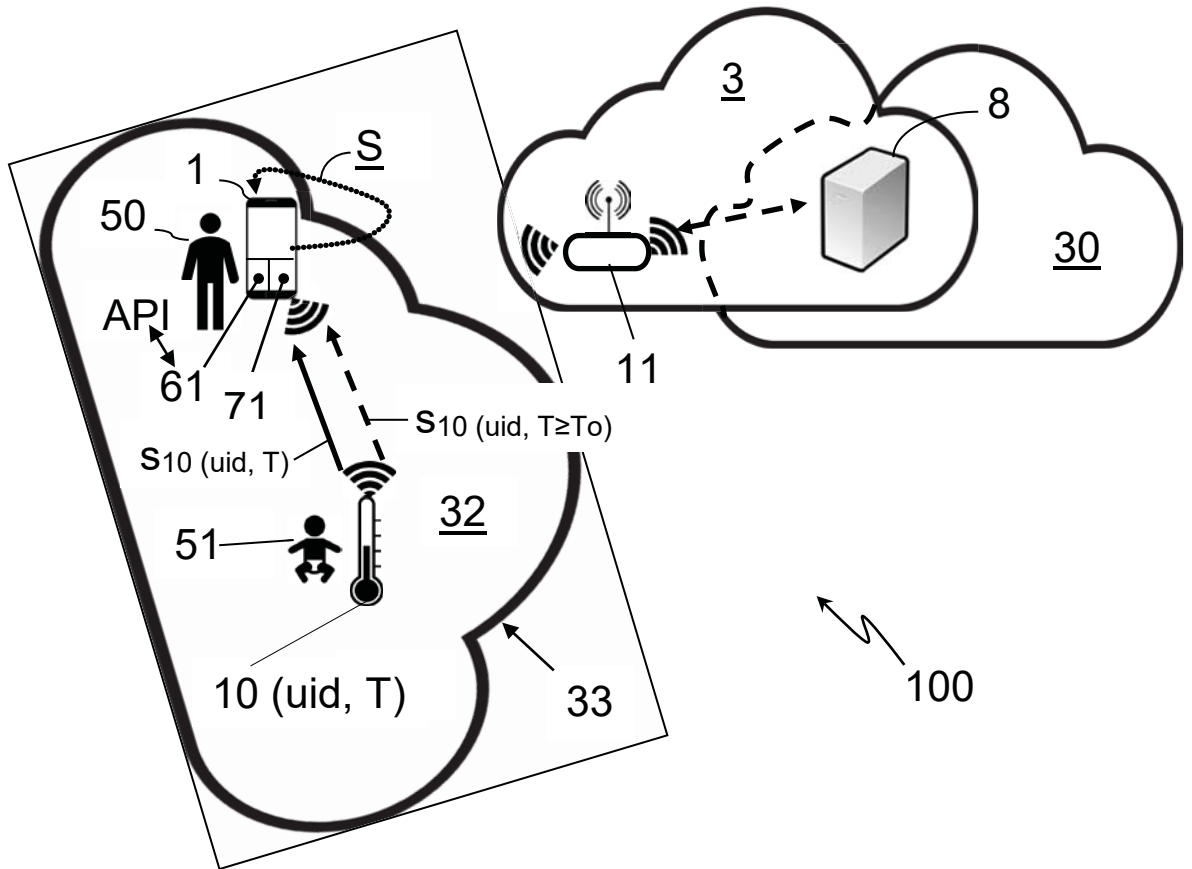 3
8
S
1
50
30
API
11
61
71
S10 (uid, T≥To)
S10 (uid, T)
32
51
10 (uid, T)
33
100